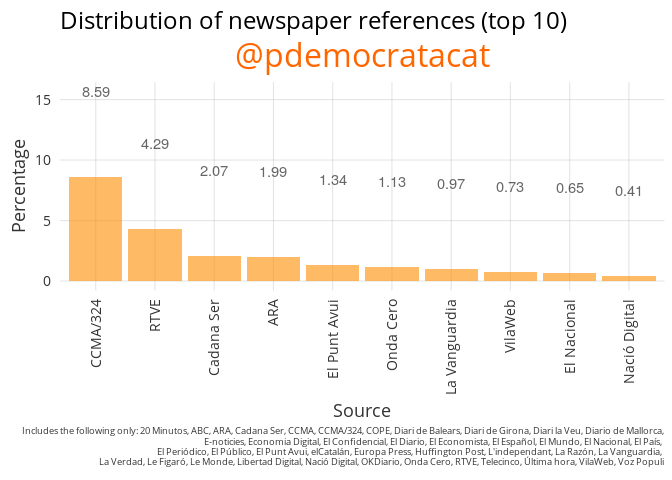 Distribution of newspaper references (top 10)
@pdemocratacat
Percentage
15
10
5
0
8.59
4.29
2.07
1.99
1.34
1.13
0.97
0.73
0.65
0.41
CCMA/324
RTVE
Cadana Ser
ARA
El Punt Avui
Onda Cero
La Vanguardia
VilaWeb
El Nacional
Nació Digital
Source
Includes the following only: 20 Minutos, ABC, ARA, Cadana Ser, CCMA, CCMA/324, COPE, Diari de Balears, Diari de Girona, Diari la Veu, Diario de Mallorca,
E-noticies, Economia Digital, El Confidencial, El Diario, El Economista, El Español, El Mundo, El Nacional, El País,
El Periódico, El Público, El Punt Avui, elCatalán, Europa Press, Huffington Post, L'independant, La Razón, La Vanguardia,
La Verdad, Le Figaró, Le Monde, Libertad Digital, Nació Digital, OKDiario, Onda Cero, RTVE, Telecinco, Última hora, VilaWeb, Voz Populi